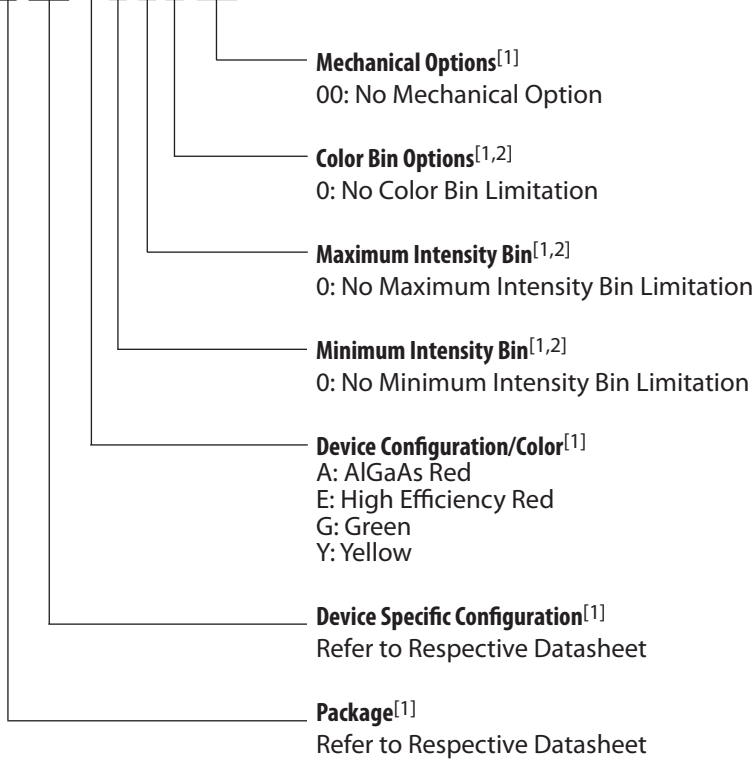 Mechanical Options[1]
00: No Mechanical Option
Color Bin Options[1,2]
0: No Color Bin Limitation
Maximum Intensity Bin[1,2]
0: No Maximum Intensity Bin Limitation
Minimum Intensity Bin[1,2]
0: No Minimum Intensity Bin Limitation
Device Configuration/Color[1]
A: AlGaAs Red
E: High Efficiency Red
G: Green
Y: Yellow
Device Specific Configuration[1]
Refer to Respective Datasheet
Package[1]
Refer to Respective Datasheet